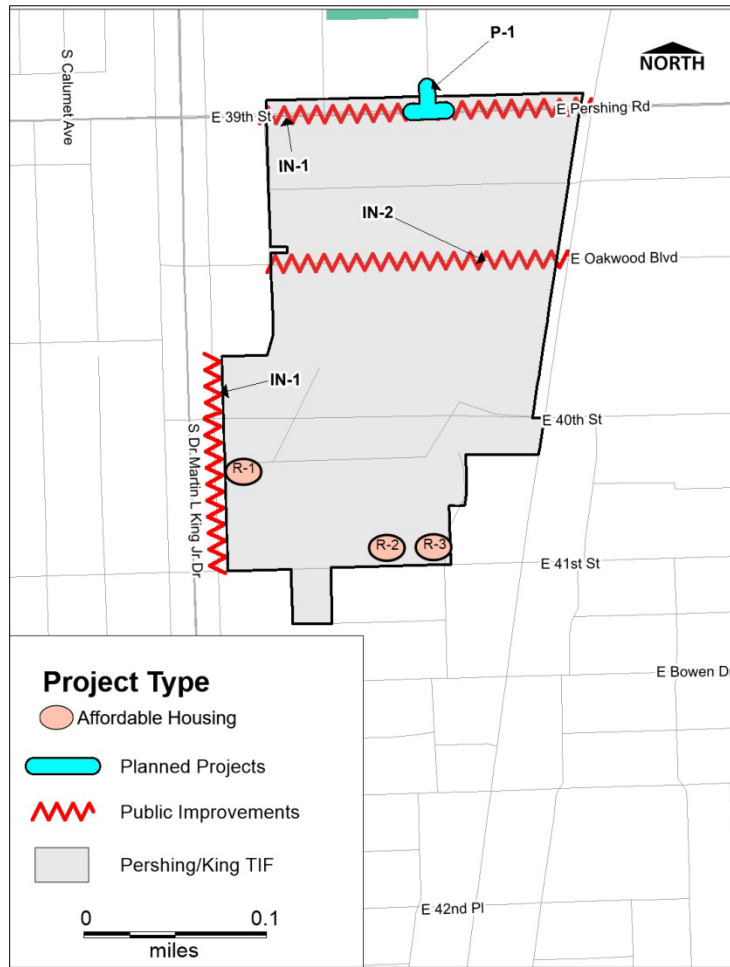 P-1
NORTH
S Calumet Ave
E 39th St
E Pershing Rd
IN-1
IN-2
E Oakwood Blvd
IN-1
E 40th St
S Dr. Martin L King Jr. Dr.
R-1
R-2
R-3
E 41st St
E Bowen Dr
Project Type
Affordable Housing
Planned Projects
Public Improvements
Pershing/King TIF
0
0.1
miles
E 42nd Pl